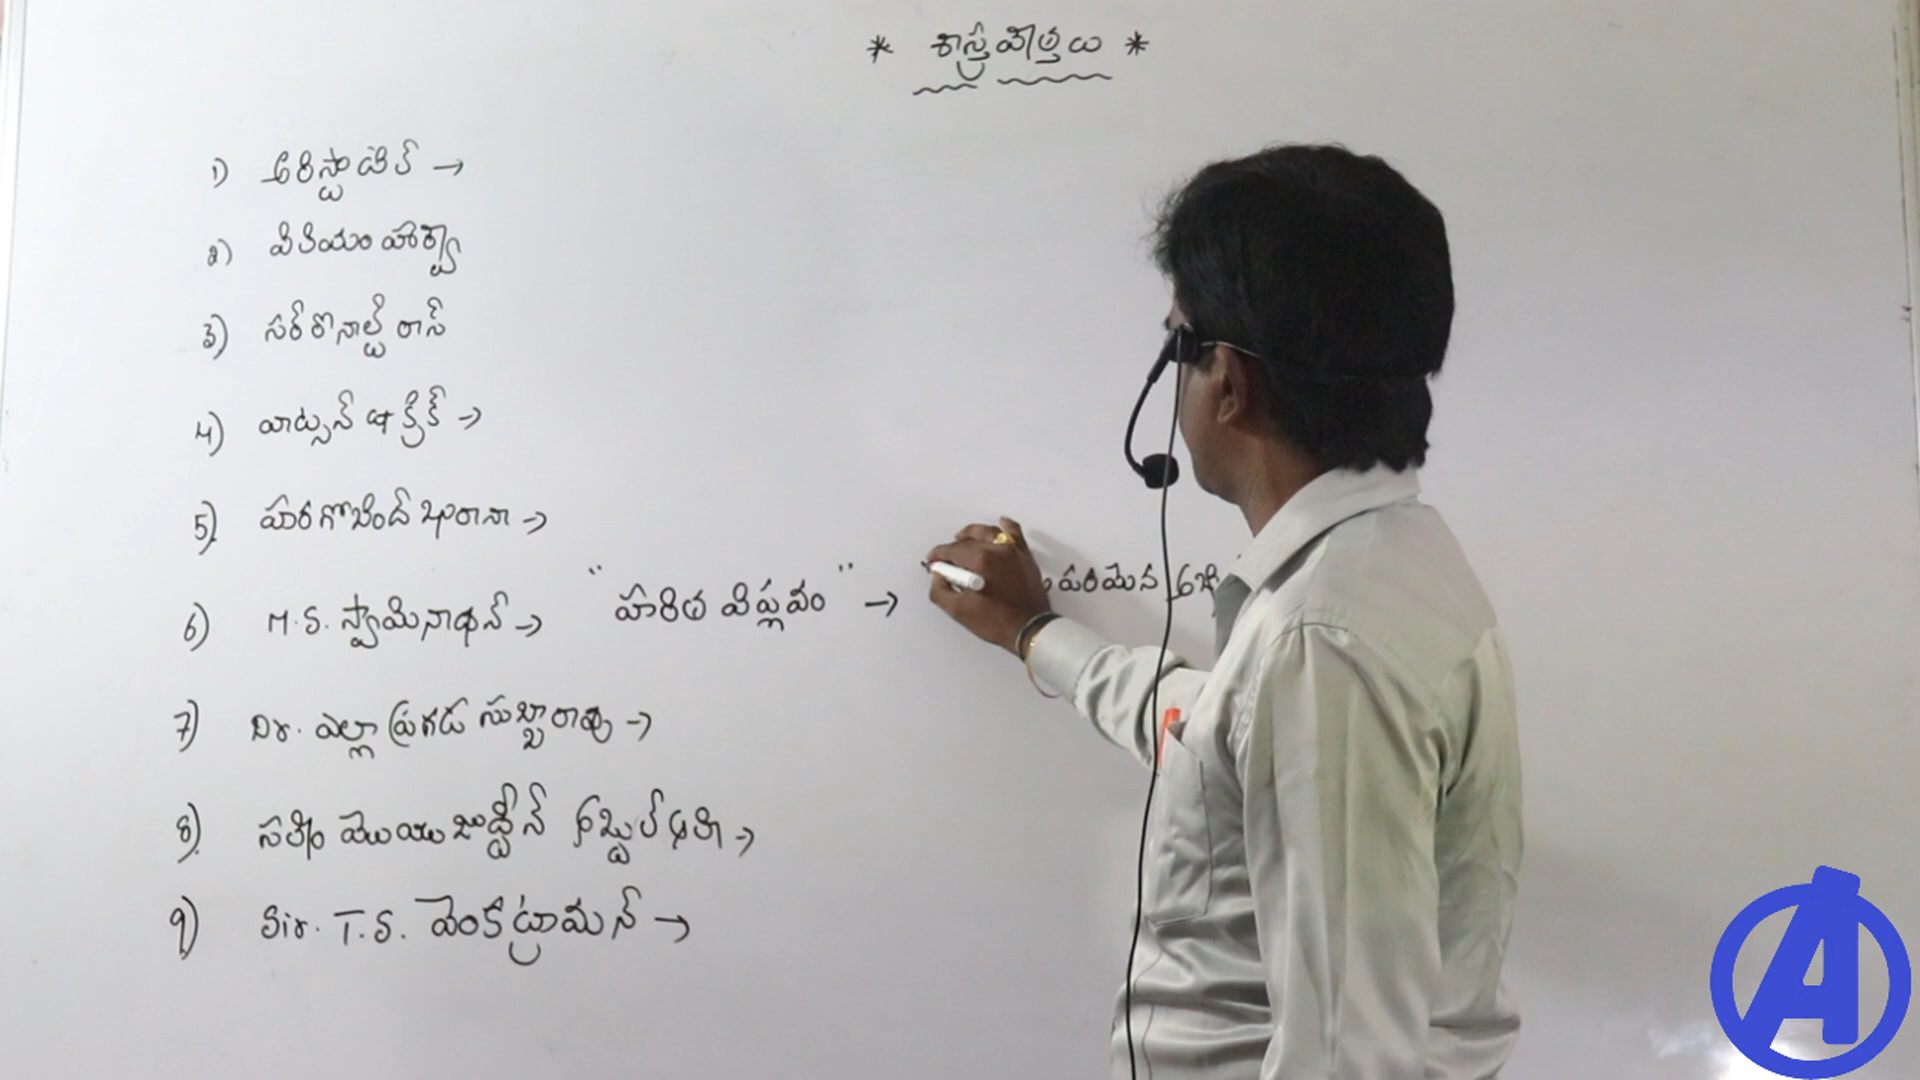 * శాస్త్రవేత్తలు *
1) అరిస్టాటిల్ →
2) విలియం హార్వే
3) సర్ రొనాల్డ్ రాస్
4) వాట్సన్ & క్రిక్ →
5) హరగోబింద్ ఖురానా →
6) M.S. స్వామినాథన్ → "హరిత విప్లవం" →
7) Dr. ఎల్లా ప్రగడ సుబ్బారావు →
8) సలీం మొయిజుద్దీన్ అబ్దుల్ అలీ →
9) Sir. T.S. వెంకట్రామన్ →